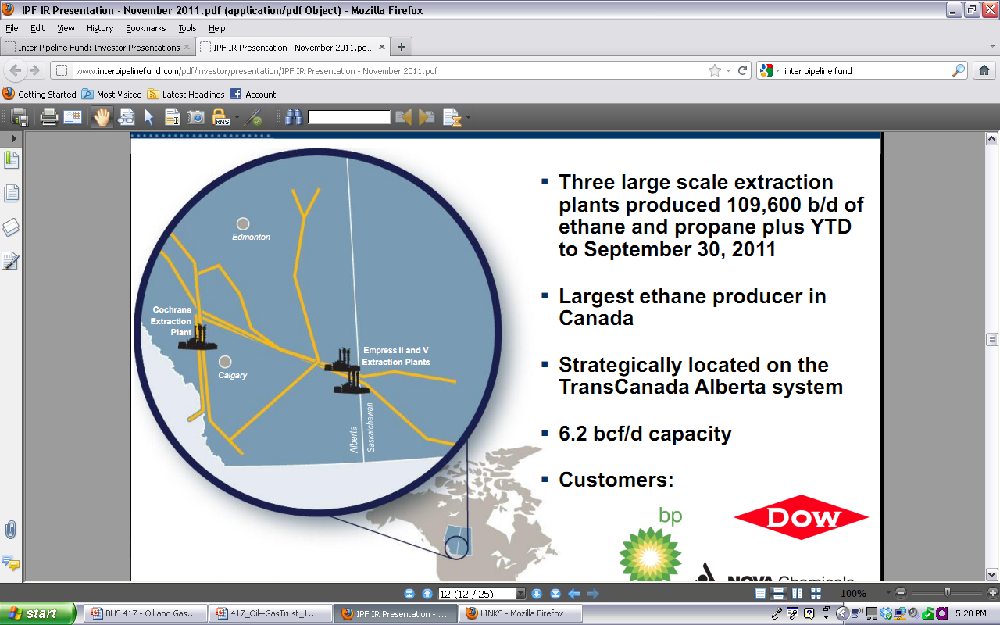 IPF IR Presentation - November 2011.pdf (application/pdf Object) - Mozilla Firefox
File Edit View History Bookmarks Tools Help
Inter Pipeline Fund: Investor Presentations
IPF IR Presentation - November 2011.pd...
www.interpipelinefund.com/pdf/investor/presentation/IPF IR Presentation - November 2011.pdf
inter pipeline fund
Getting Started Most Visited Latest Headlines Account
RMS
Edmonton
Cochrane
Extraction
Plant
Calgary
Empress II and V
Extraction Plants
Alberta
Saskatchewan
Three large scale extraction
plants produced 109,600 b/d of
ethane and propane plus YTD
to September 30, 2011
Largest ethane producer in
Canada
Strategically located on the
TransCanada Alberta system
6.2 bcf/d capacity
Customers:
bp
Dow
NOVA Chemicals
12 (12 / 25)
100%
start
BUS 417 - Oil and Gas...
417_Oil+GasTrust_1...
IPF IR Presentation - ...
LINKS - Mozilla Firefox
5:28 PM